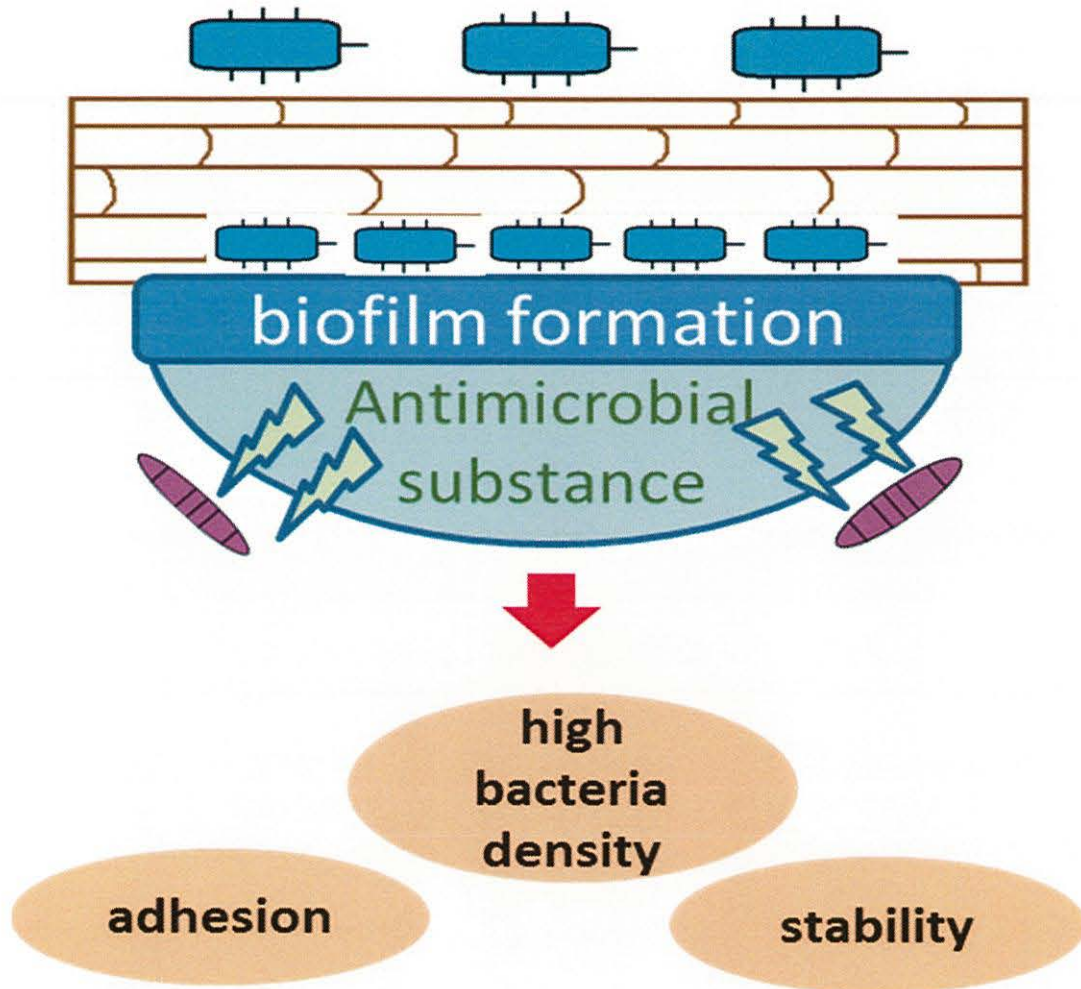 biofilm formation
Antimicrobial
substance
high
bacteria
density
adhesion
stability